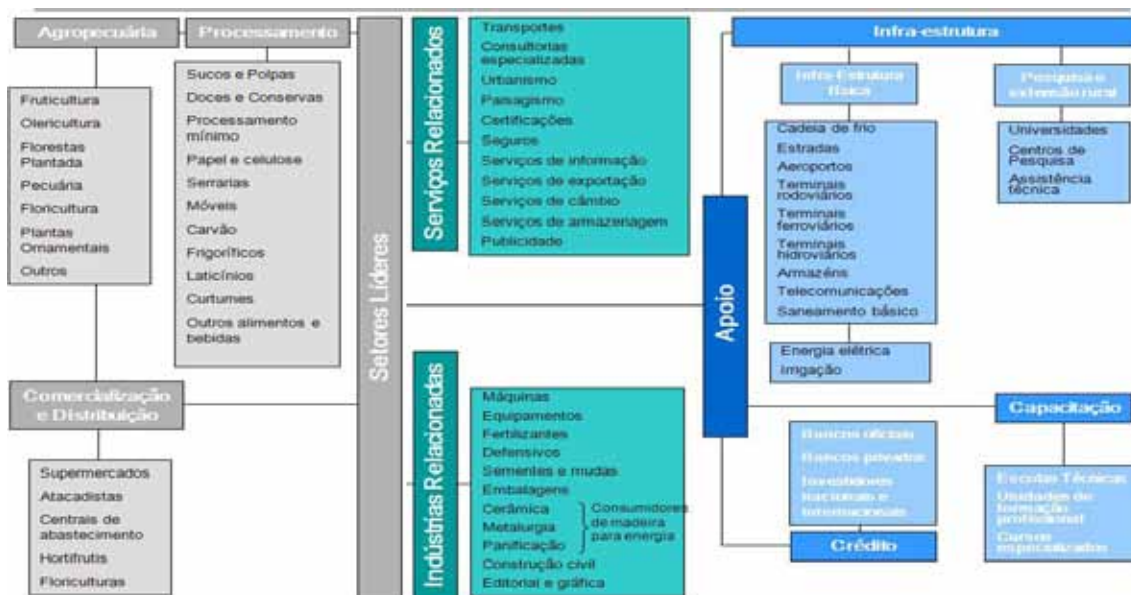 Agropecuária
Fruticultura
Olericultura
Florestas
Plantada
Pecuária
Floricultura
Plantas
Ornamentais
Outros
Processamento
Sucos e Polpas
Doces e Conservas
Processamento
mínimo
Papel e celulose
Serrarias
Móveis
Carvão
Frigoríficos
Laticínios
Curtumes
Outros alimentos e
bebidas
Comercialização
e Distribuição
Supermercados
Atacadistas
Centrais de
abastecimento
Hortifrutis
Floriculturas
Setores Líderes
Serviços Relacionados
Transportes
Consultorias
especializadas
Urbanismo
Paisagismo
Certificações
Seguros
Serviços de informação
Serviços de exportação
Serviços de câmbio
Serviços de armazenagem
Publicidade
Indústrias Relacionadas
Máquinas
Equipamentos
Fertilizantes
Defensivos
Sementes e mudas
Embalagens
Cerâmica
Metalurgia
Panificação
Consumidores
de madeira
para energia
Construção civil
Editorial e gráfica
Apoio
Infra-estrutura
Infra-Estrutura
física
Cadeia de frio
Estradas
Aeroportos
Terminais
rodoviários
Terminais
ferroviários
Terminais
hidroviários
Armazéns
Telecomunicações
Saneamento básico
Energia elétrica
Irrigação
Pesquisa e
extensão rural
Universidades
Centros de
Pesquisa
Assistência
técnica
Bancos oficiais
Bancos privados
Investidores
nacionais e
internacionais
Crédito
Capacitação
Escolas Técnicas
Unidades de
formação
profissional
Cursos
especializados